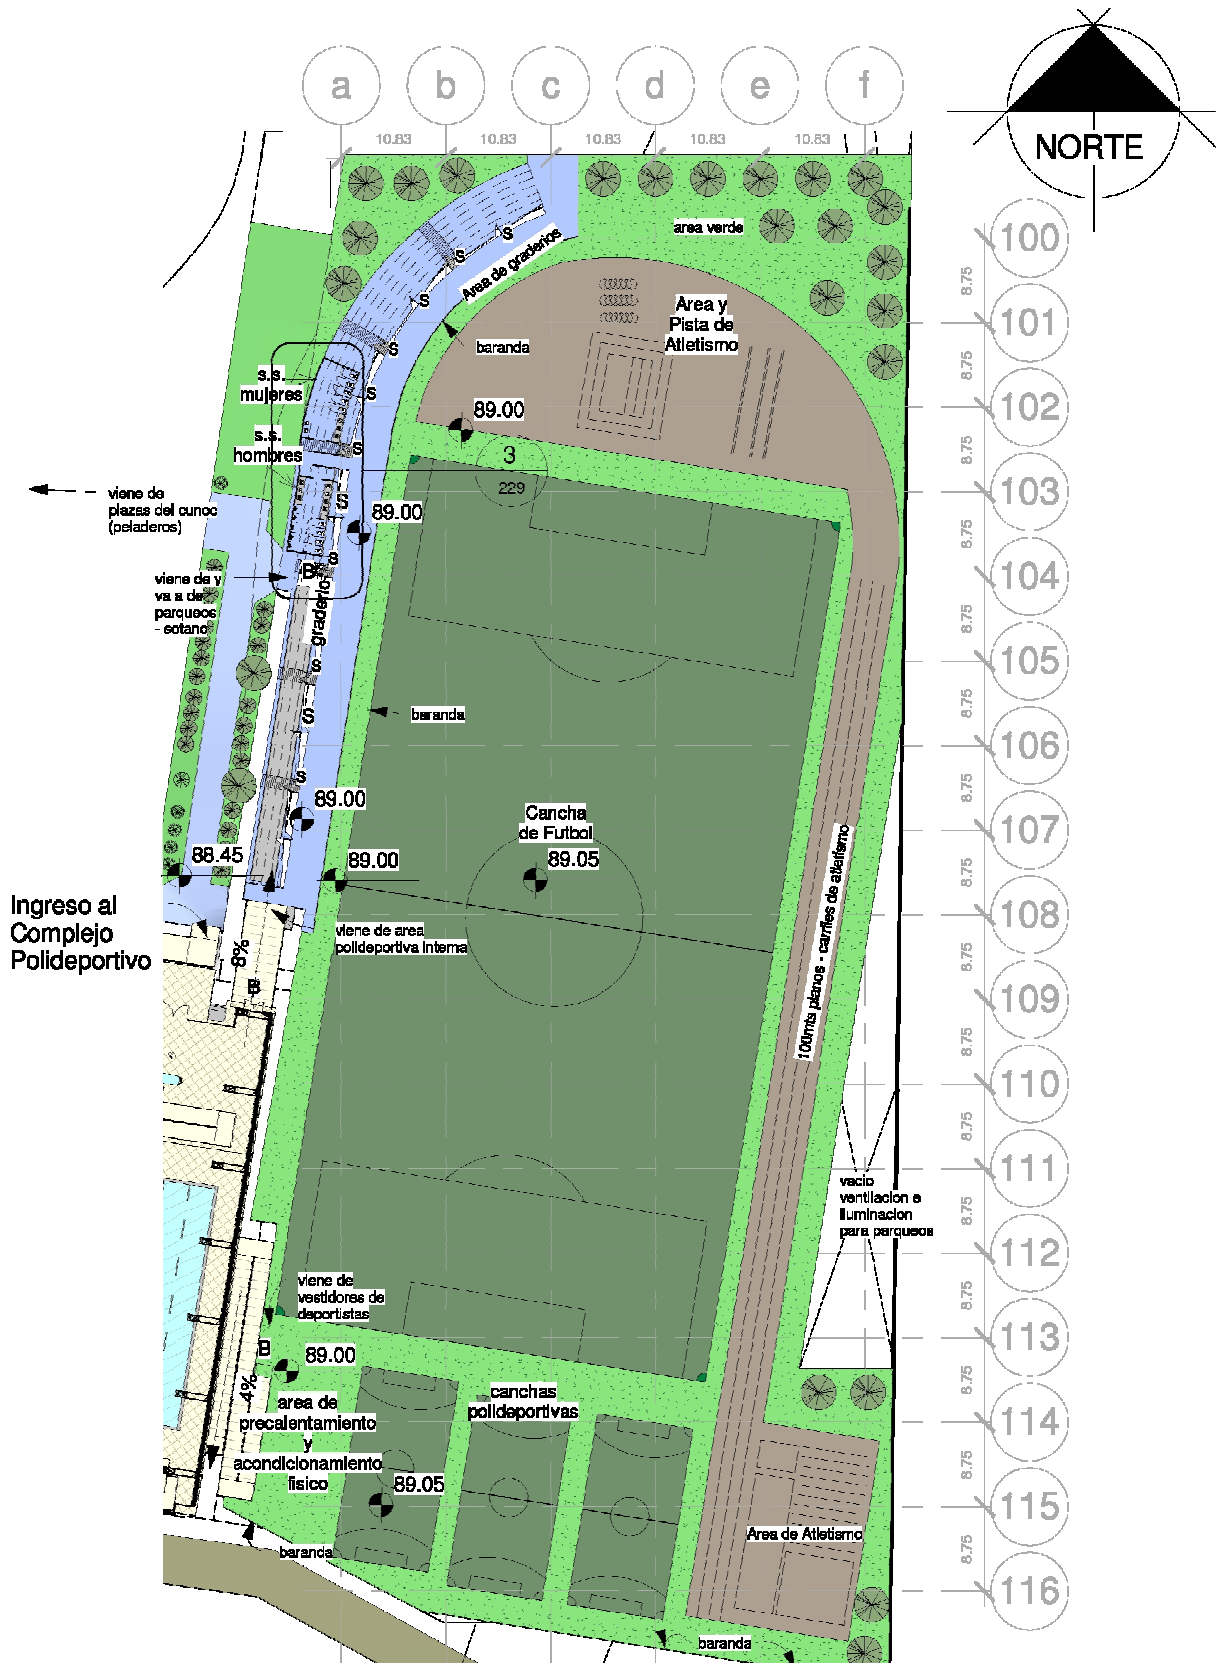 a
b
c
d
e
f
10.83
10.83
10.83
10.83
10.83
NORTE
area verde
100
8.75
101
8.75
102
8.75
103
8.75
104
8.75
105
8.75
106
8.75
107
8.75
108
8.75
109
8.75
110
8.75
111
8.75
112
8.75
113
8.75
114
8.75
115
8.75
116
S
S
S
S
S
S
S
S
S
S
S
Area de graderios
Area y
Pista de
Atletismo
baranda
s.s.
mujeres
s.s.
hombres
89.00
3
229
viene de
plazas del cunoc
(peladeros)
89.00
B
graderio
viene de y
va a de
parqueos
- sotano
baranda
89.00
Cancha
de Futbol
89.05
88.45
89.00
Ingreso al
Complejo
Polideportivo
viene de area
polideportiva interna
8%
B
100mts planos - carriles de atletismo
vacio
ventilacion e
iluminacion
para parqueos
viene de
vestidores de
deportistas
B
89.00
4%
area de
precalentamiento
y
acondicionamiento
fisico
canchas
polideportivas
89.05
Area de Atletismo
baranda
baranda